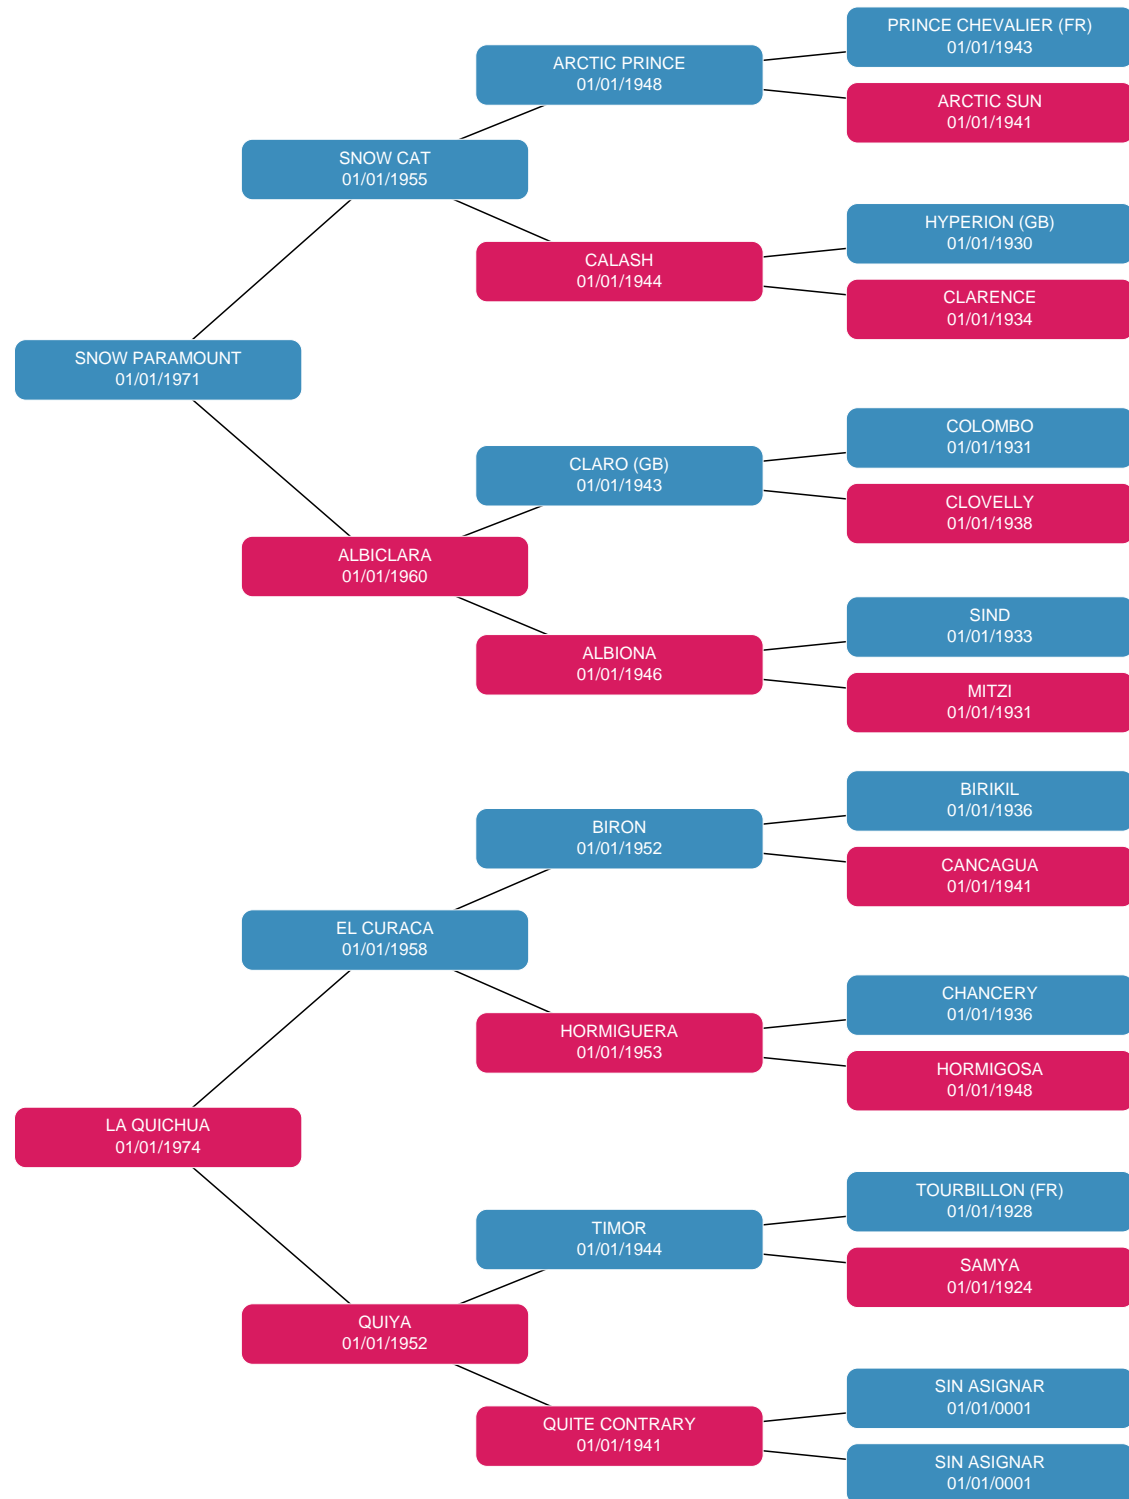 PRINCE CHEVALIER (FR)
01/01/1943
ARCTIC PRINCE
01/01/1948
ARCTIC SUN
01/01/1941
SNOW CAT
01/01/1955
HYPERION (GB)
01/01/1930
CALASH
01/01/1944
CLARENCE
01/01/1934
SNOW PARAMOUNT
01/01/1971
COLOMBO
01/01/1931
CLARO (GB)
01/01/1943
CLOVELLY
01/01/1938
ALBICLARA
01/01/1960
SIND
01/01/1933
ALBIONA
01/01/1946
MITZI
01/01/1931
BIRIKIL
01/01/1936
BIRON
01/01/1952
CANCAGUA
01/01/1941
EL CURACA
01/01/1958
CHANCERY
01/01/1936
HORMIGUERA
01/01/1953
HORMIGOSA
01/01/1948
LA QUICHUA
01/01/1974
TOURBILLON (FR)
01/01/1928
TIMOR
01/01/1944
SAMYA
01/01/1924
QUIYA
01/01/1952
SIN ASIGNAR
01/01/0001
QUITE CONTRARY
01/01/1941
SIN ASIGNAR
01/01/0001